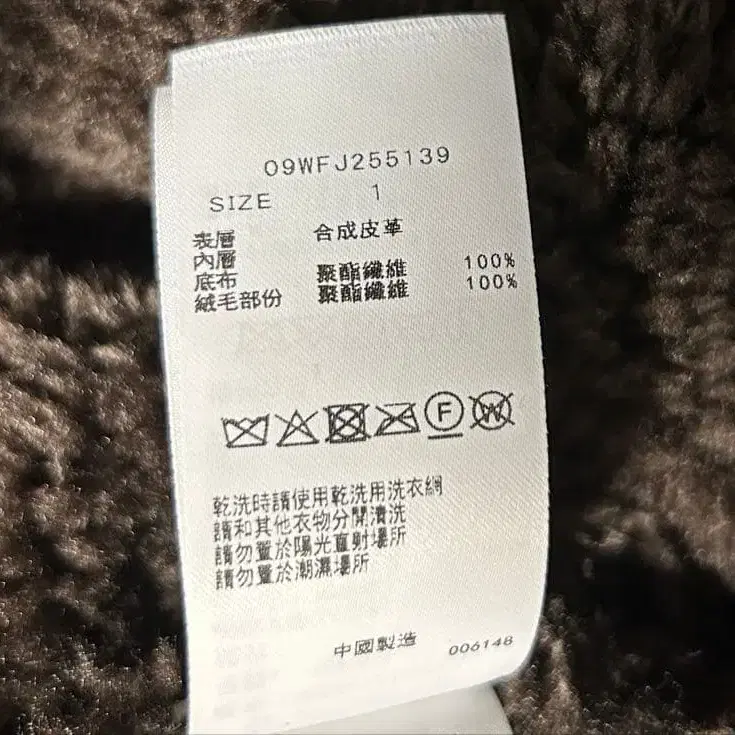 09WFJ255139
SIZE 1
表層 合成皮革
內層
底布 聚酯纖維 100%
絨毛部份 聚酯纖維 100%
F W
乾洗時請使用乾洗用洗衣網
請和其他衣物分開清洗
請勿置於陽光直射場所
請勿置於潮濕場所
中國製造 006148